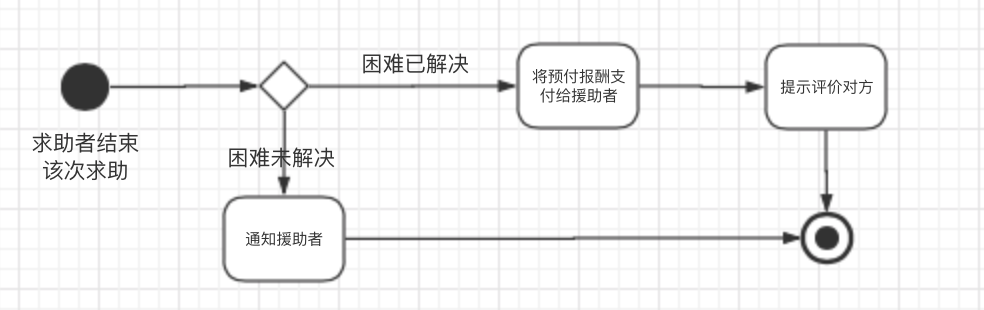 困难已解决
将预付报酬支
付给援助者
提示评价对方
求助者结束
该次求助
困难未解决
通知援助者